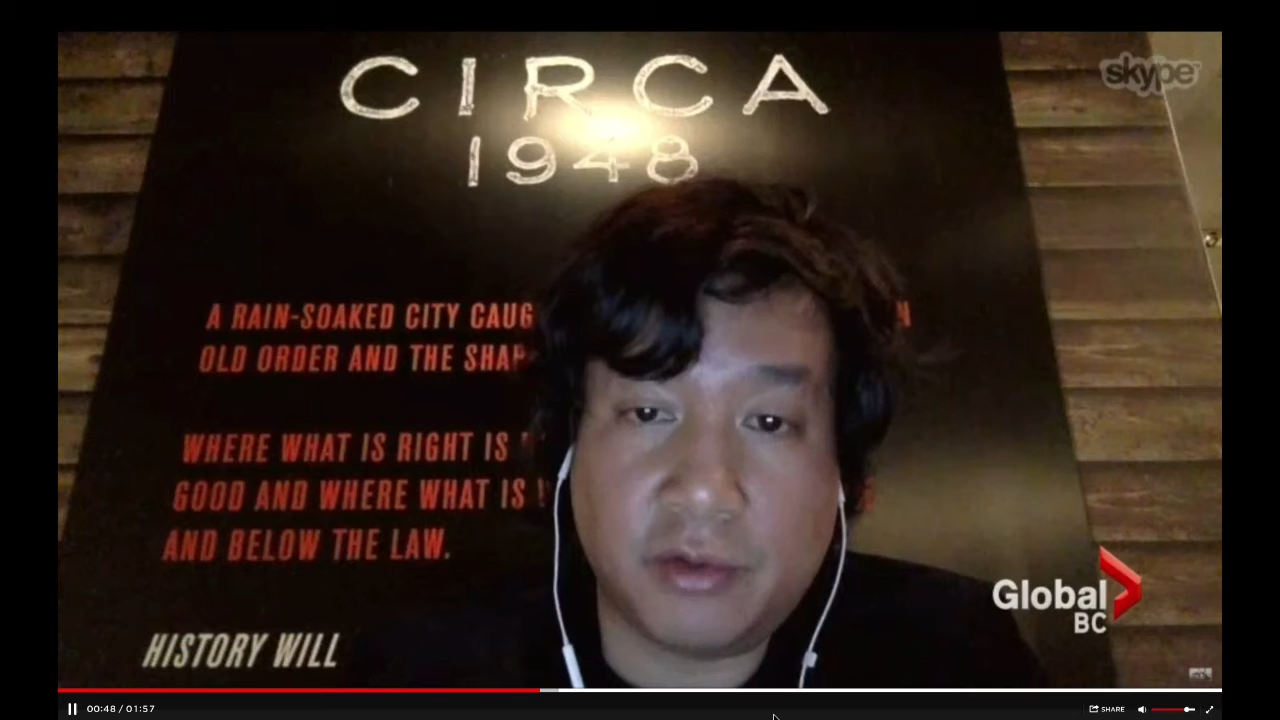 CIRCA
1948
skype
A RAIN-SOAKED CITY CAUG
OLD ORDER AND THE SHAP
WHERE WHAT IS RIGHT IS
GOOD AND WHERE WHAT IS
AND BELOW THE LAW.
HISTORY WILL
Global
BC
00:48 / 01:57
SHARE